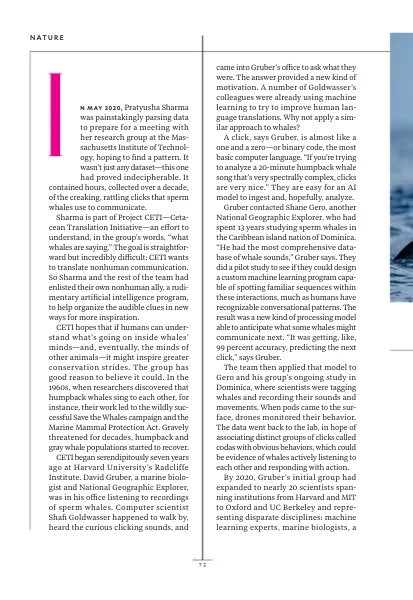 NATURE
IN MAY 2020, Pratyusha Sharma
was painstakingly parsing data
to prepare for a meeting with
her research group at the Mas-
sachusetts Institute of Technol-
ogy, hoping to find a pattern. It
wasn't just any dataset—this one
had proved indecipherable. It
contained hours, collected over a decade,
of the creaking, rattling clicks that sperm
whales use to communicate.
Sharma is part of Project CETI—Ceta-
cean Translation Initiative—an effort to
understand, in the group's words, "what
whales are saying." The goal is straightfor-
ward but incredibly difficult: CETI wants
to translate nonhuman communication.
So Sharma and the rest of the team had
enlisted their own nonhuman ally, a rudi-
mentary artificial intelligence program,
to help organize the audible clues in new
ways for more inspiration.
CETI hopes that if humans can under-
stand what's going on inside whales'
minds—and, eventually, the minds of
other animals—it might inspire greater
conservation strides. The group has
good reason to believe it could. In the
1960s, when researchers discovered that
humpback whales sing to each other, for
instance, their work led to the wildly suc-
cessful Save the Whales campaign and the
Marine Mammal Protection Act. Gravely
threatened for decades, humpback and
gray whale populations started to recover.
CETI began serendipitously seven years
ago at Harvard University's Radcliffe
Institute. David Gruber, a marine biolo-
gist and National Geographic Explorer,
was in his office listening to recordings
of sperm whales. Computer scientist
Shafi Goldwasser happened to walk by,
heard the curious clicking sounds, and
came into Gruber's office to ask what they
were. The answer provided a new kind of
motivation. A number of Goldwasser's
colleagues were already using machine
learning to try to improve human lan-
guage translations. Why not apply a sim-
ilar approach to whales?
A click, says Gruber, is almost like a
one and a zero—or binary code, the most
basic computer language. "If you're trying
to analyze a 20-minute humpback whale
song that's very spectrally complex, clicks
are very nice." They are easy for an AI
model to ingest and, hopefully, analyze.
Gruber contacted Shane Gero, another
National Geographic Explorer, who had
spent 13 years studying sperm whales in
the Caribbean island nation of Dominica.
"He had the most comprehensive data-
base of whale sounds," Gruber says. They
did a pilot study to see if they could design
a custom machine learning program capa-
ble of spotting familiar sequences within
these interactions, much as humans have
recognizable conversational patterns. The
result was a new kind of processing model
able to anticipate what some whales might
communicate next. "It was getting, like,
99 percent accuracy, predicting the next
click," says Gruber.
The team then applied that model to
Gero and his group's ongoing study in
Dominica, where scientists were tagging
whales and recording their sounds and
movements. When pods came to the sur-
face, drones monitored their behavior.
The data went back to the lab, in hope of
associating distinct groups of clicks called
codas with obvious behaviors, which could
be evidence of whales actively listening to
each other and responding with action.
By 2020, Gruber's initial group had
expanded to nearly 20 scientists span-
ning institutions from Harvard and MIT
to Oxford and UC Berkeley and repre-
senting disparate disciplines: machine
learning experts, marine biologists, a
72